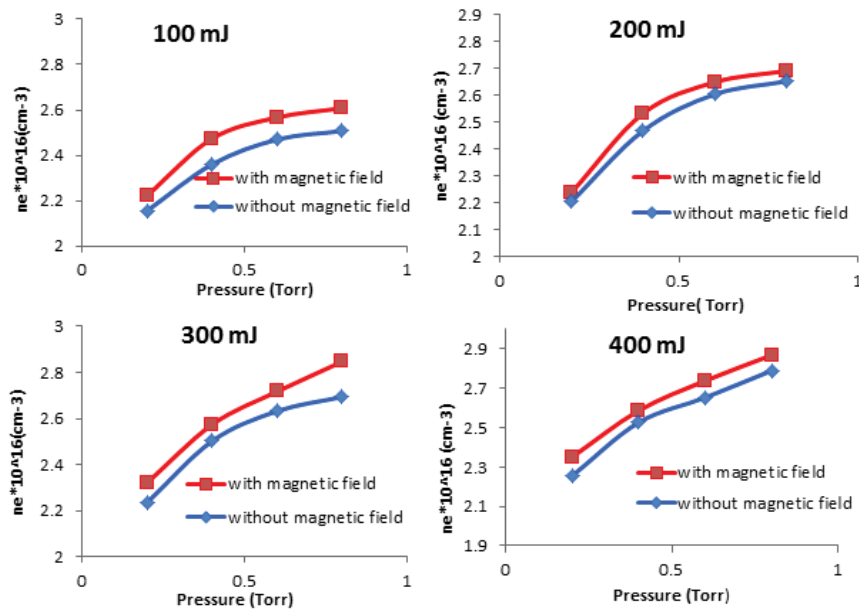 100 mJ
ne*10^16(cm-3)
3
2.8
2.6
2.4
2.2
2
0
0.5
1
Pressure (Torr)
with magnetic field
without magnetic field
200 mJ
ne*10^16 (cm-3)
2.9
2.8
2.7
2.6
2.5
2.4
2.3
2.2
2.1
2
0
0.5
1
Pressure( Torr)
with magnetic field
without magnetic field
300 mJ
ne*10^16(cm-3)
3
2.8
2.6
2.4
2.2
2
0
0.5
1
Pressure (Torr)
with magnetic field
without magnetic field
400 mJ
ne*10^16 (cm-3)
2.9
2.7
2.5
2.3
2.1
1.9
0
0.5
1
Pressure (Torr)
with magnetic field
without magnetic field